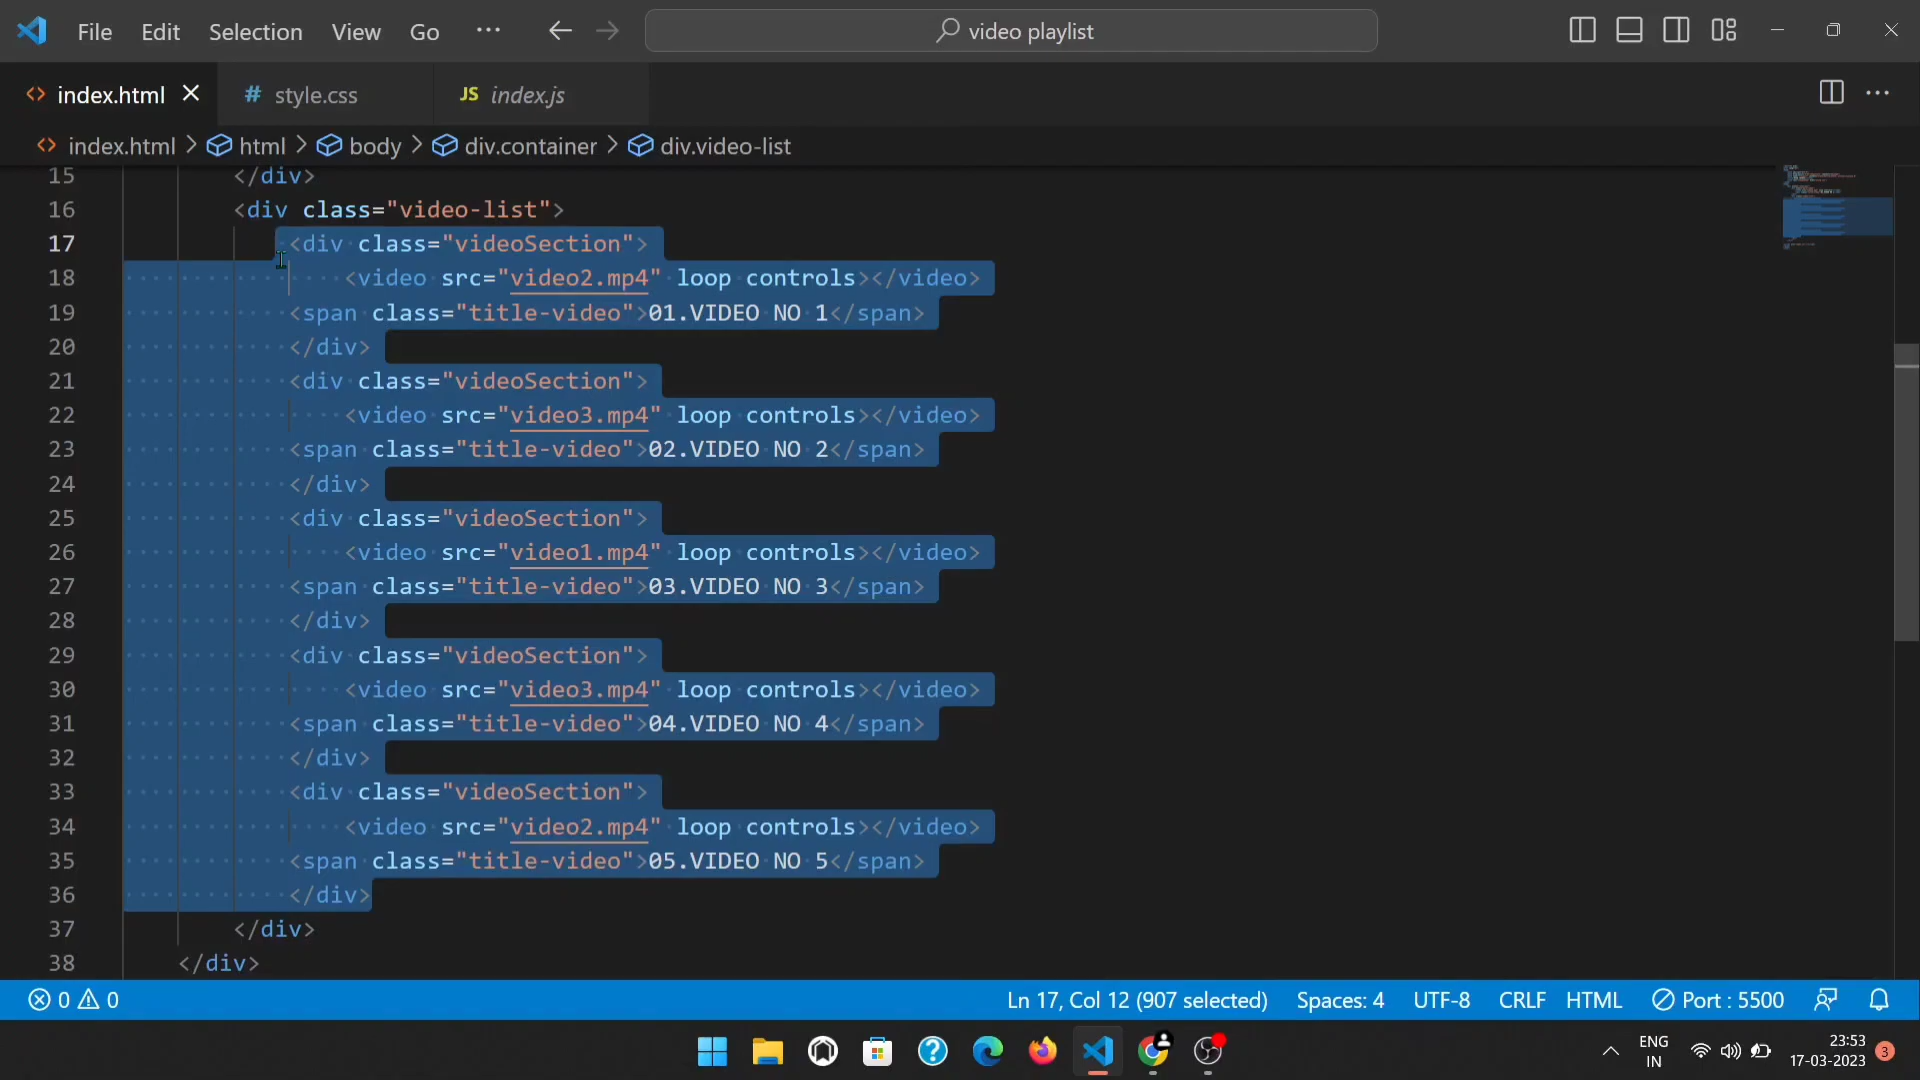 File Edit Selection View Go ··· video playlist
index.html # style.css JS index.js
index.html > html > body > div.container > div.video-list
15 </div>
16 <div class="video-list">
17 <div class="videoSection">
18 <video src="video2.mp4" loop controls></video>
19 <span class="title-video">01.VIDEO NO 1</span>
20 </div>
21 <div class="videoSection">
22 <video src="video3.mp4" loop controls></video>
23 <span class="title-video">02.VIDEO NO 2</span>
24 </div>
25 <div class="videoSection">
26 <video src="video1.mp4" loop controls></video>
27 <span class="title-video">03.VIDEO NO 3</span>
28 </div>
29 <div class="videoSection">
30 <video src="video3.mp4" loop controls></video>
31 <span class="title-video">04.VIDEO NO 4</span>
32 </div>
33 <div class="videoSection">
34 <video src="video2.mp4" loop controls></video>
35 <span class="title-video">05.VIDEO NO 5</span>
36 </div>
37 </div>
38 </div>
0 0 Ln 17, Col 12 (907 selected) Spaces: 4 UTF-8 CRLF HTML Port : 5500
ENG 23:53
IN 17-03-2023 3